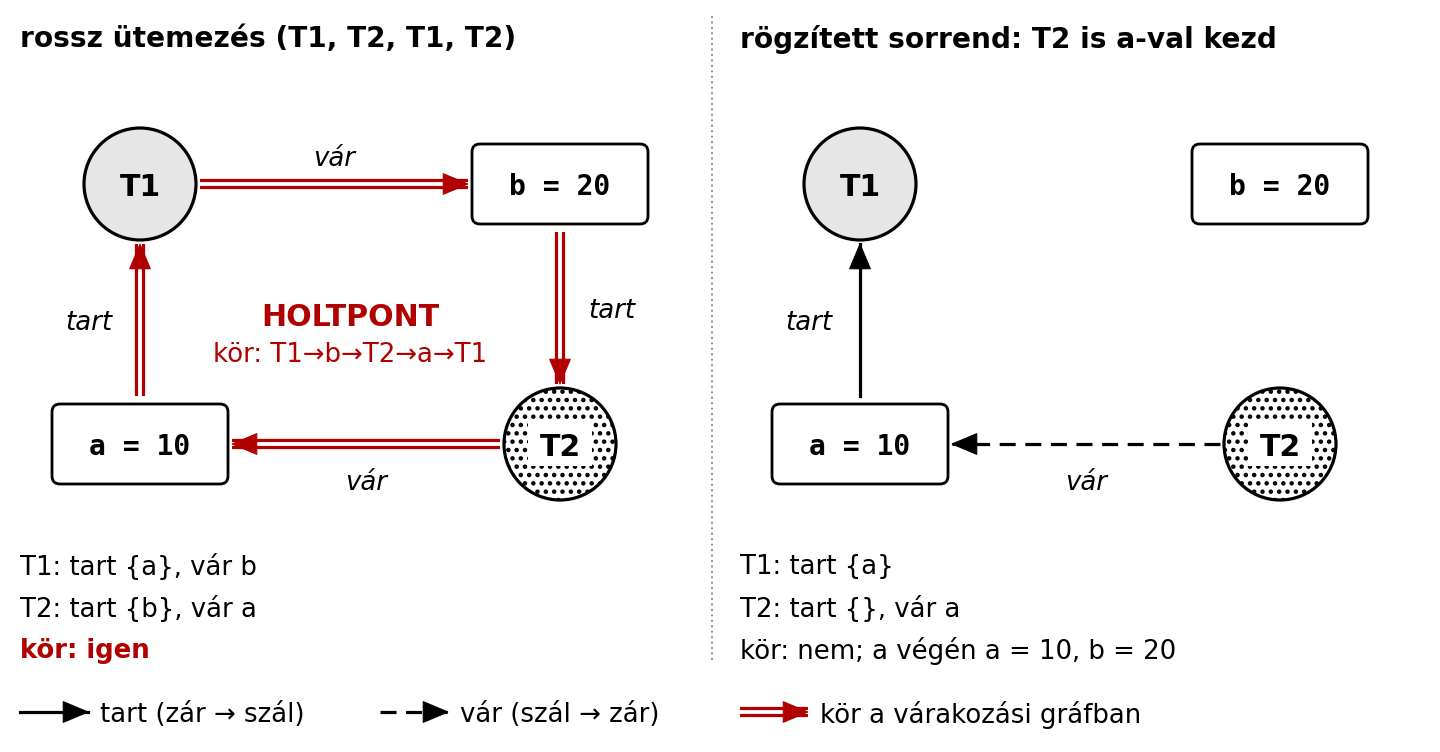 rossz ütemezés (T1, T2, T1, T2)
T1
vár
b = 20
tart
tart
HOLTPONT
kör: T1→b→T2→a→T1
a = 10
vár
T2
T1: tart {a}, vár b
T2: tart {b}, vár a
kör: igen
rögzített sorrend: T2 is a-val kezd
T1
b = 20
tart
a = 10
vár
T2
T1: tart {a}
T2: tart {}, vár a
kör: nem; a végén a = 10, b = 20
tart (zár → szál)
vár (szál → zár)
kör a várakozási gráfban